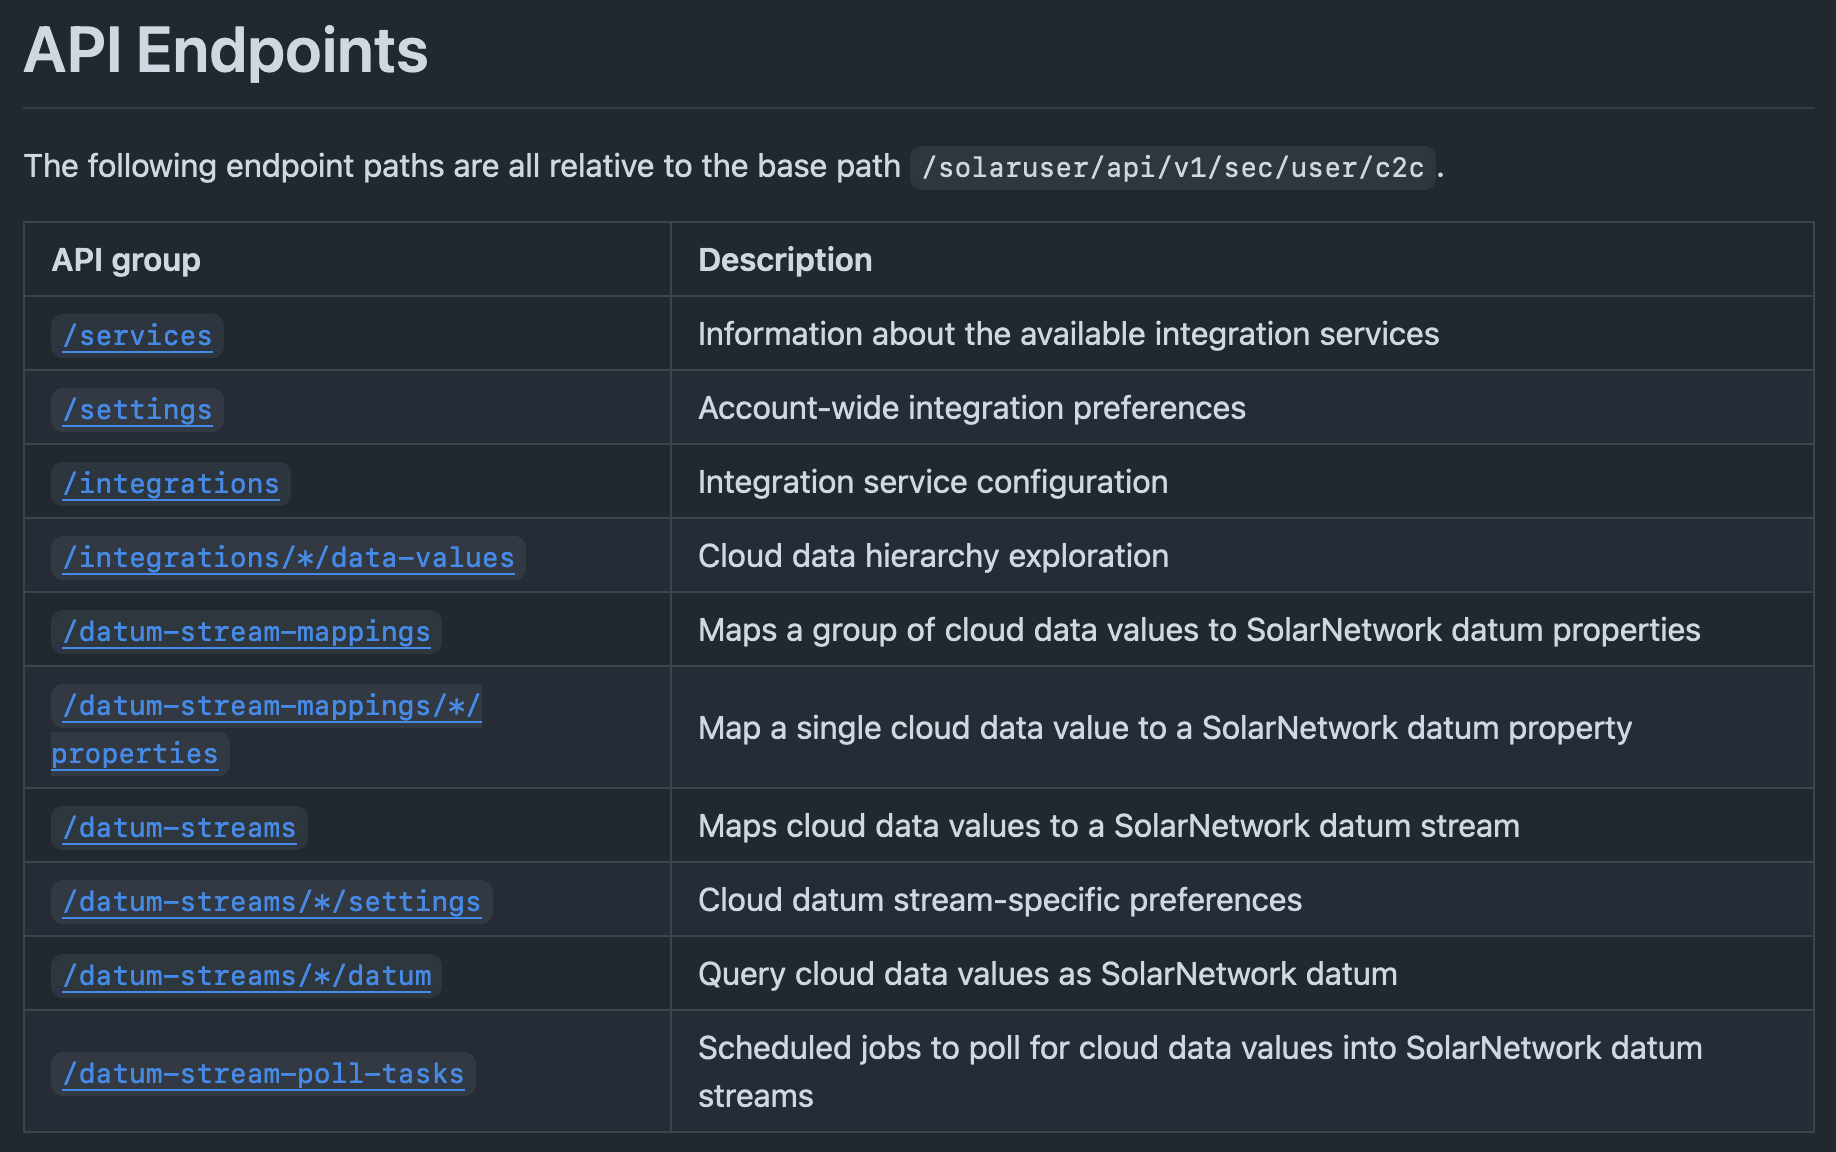 API Endpoints
The following endpoint paths are all relative to the base path /solaruser/api/v1/sec/user/c2c.
API group Description
/services Information about the available integration services
/settings Account-wide integration preferences
/integrations Integration service configuration
/integrations/*/data-values Cloud data hierarchy exploration
/datum-stream-mappings Maps a group of cloud data values to SolarNetwork datum properties
/datum-stream-mappings/*/
properties
Map a single cloud data value to a SolarNetwork datum property
/datum-streams Maps cloud data values to a SolarNetwork datum stream
/datum-streams/*/settings Cloud datum stream-specific preferences
/datum-streams/*/datum Query cloud data values as SolarNetwork datum
/datum-stream-poll-tasks
Scheduled jobs to poll for cloud data values into SolarNetwork datum
streams